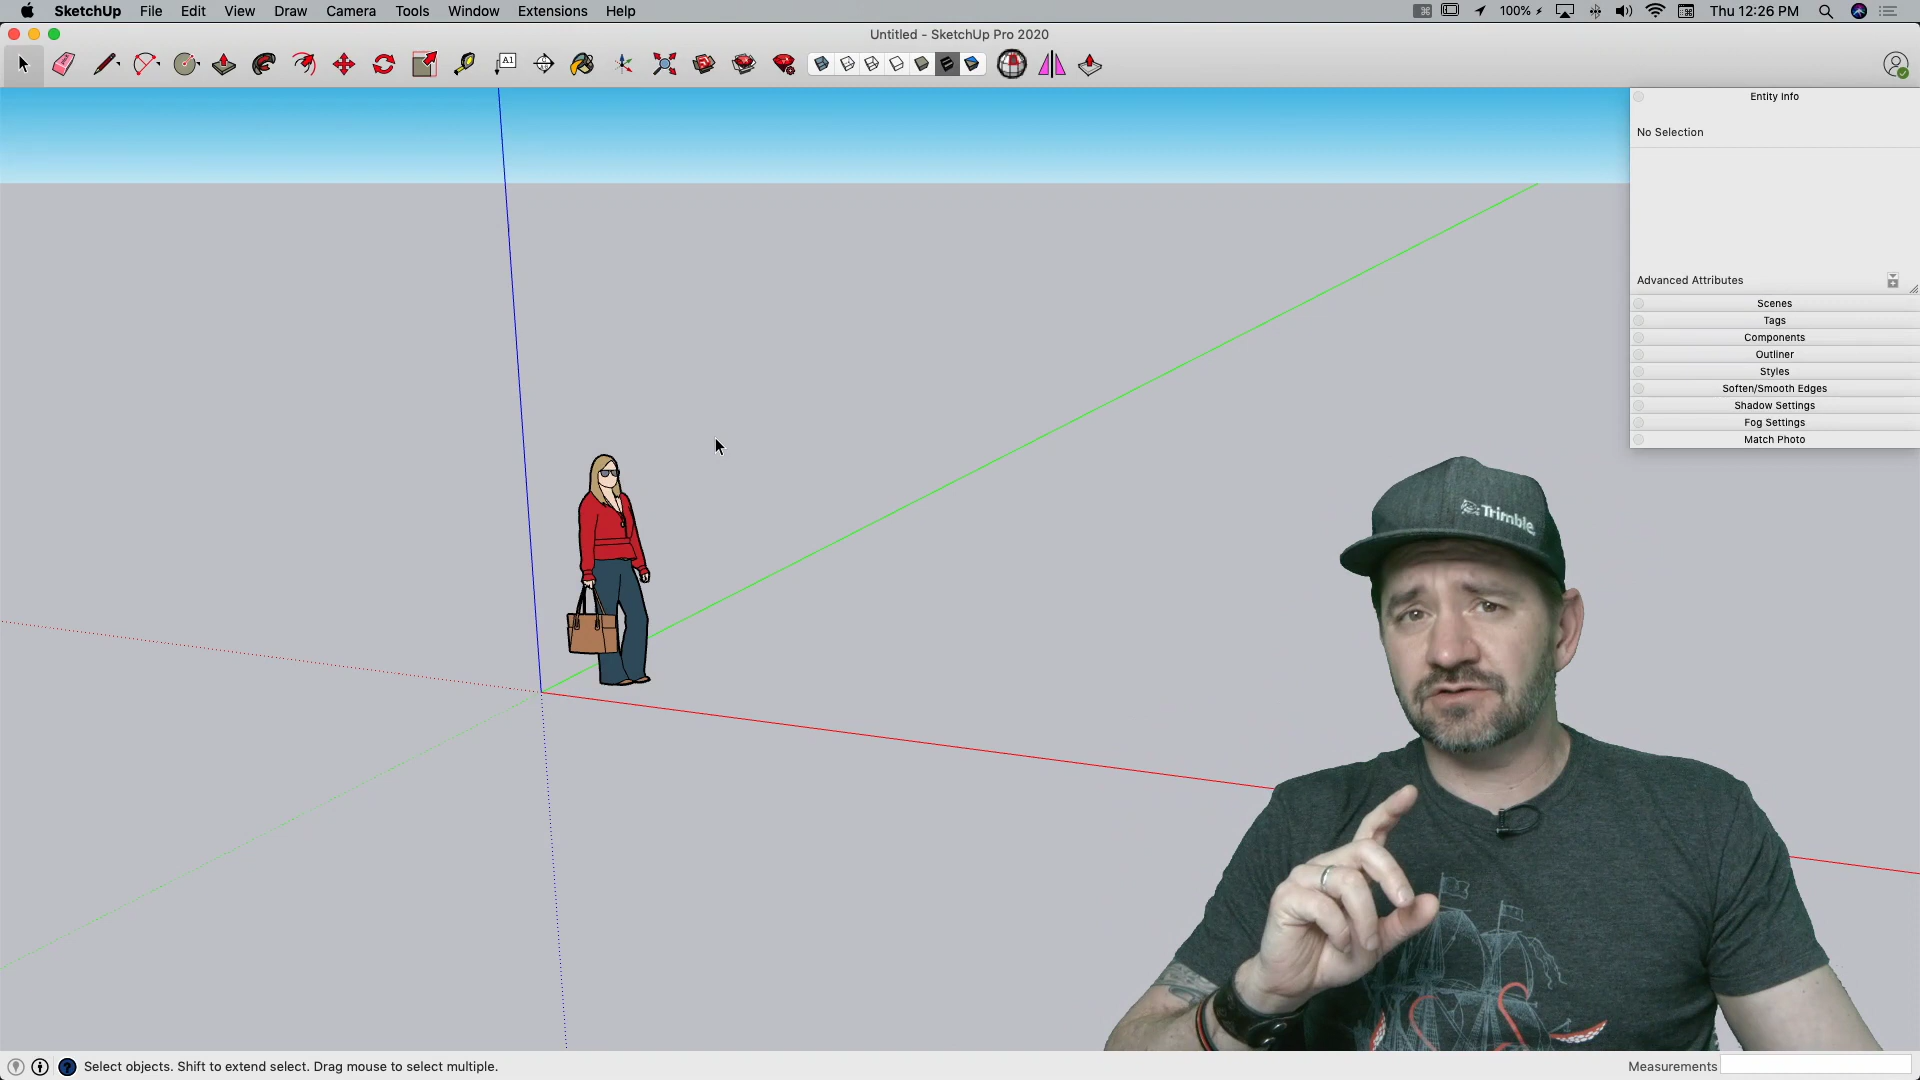 SketchUp File Edit View Draw Camera Tools Window Extensions Help
100% Thu 12:26 PM
Untitled - SketchUp Pro 2020
A1
Entity Info
No Selection
Advanced Attributes
Scenes
Tags
Components
Outliner
Styles
Soften/Smooth Edges
Shadow Settings
Fog Settings
Match Photo
Trimble
Select objects. Shift to extend select. Drag mouse to select multiple.
Measurements